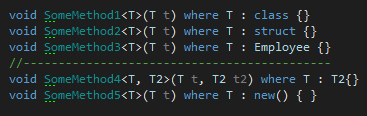 void SomeMethod1<T>(T t) where T : class {}
void SomeMethod2<T>(T t) where T : struct {}
void SomeMethod3<T>(T t) where T : Employee {}
//-----------------------------------------
void SomeMethod4<T, T2>(T t, T2 t2) where T : T2{}
void SomeMethod5<T>(T t) where T : new() { }